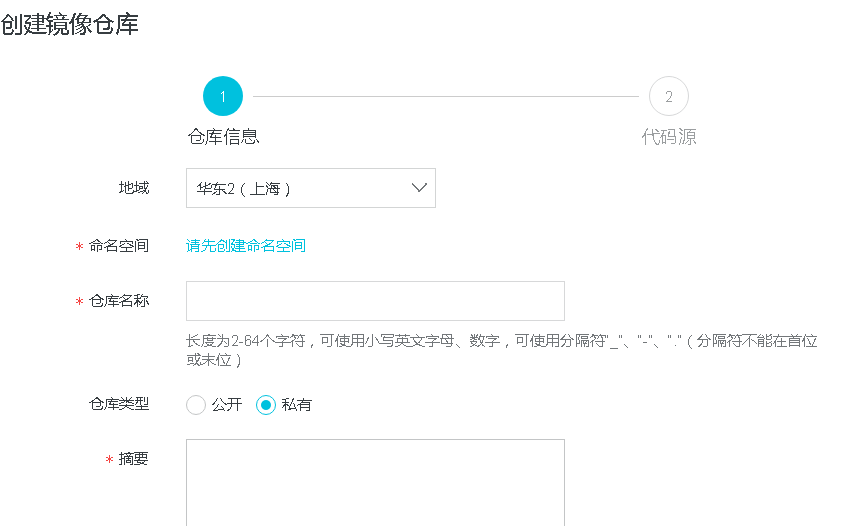 创建镜像仓库
1
2
仓库信息
代码源
地域
华东2（上海）
* 命名空间
请先创建命名空间
* 仓库名称
长度为2-64个字符，可使用小写英文字母、数字，可使用分隔符"_"、"-"、"."（分隔符不能在首位
或末位）
仓库类型
公开
私有
* 摘要